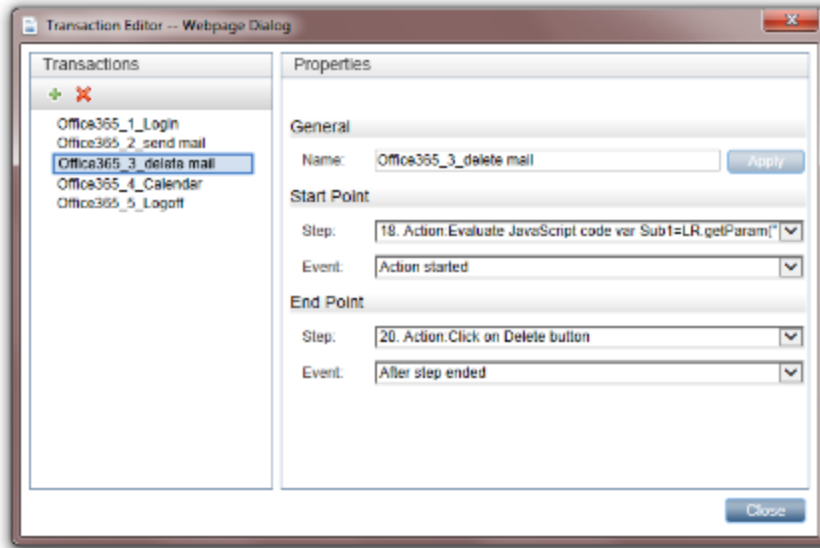 Transaction Editor -- Webpage Dialog
Transactions
Properties
Office365_1_Login
Office365_2_send mail
Office365_3_delete mail
Office365_4_Calendar
Office365_5_Logoff
General
Name: Office365_3_delete mail Apply
Start Point
Step: 18. Action:Evaluate JavaScript code var Sub1=LR.getParam("
Event: Action started
End Point
Step: 20. Action:Click on Delete button
Event: After step ended
Close